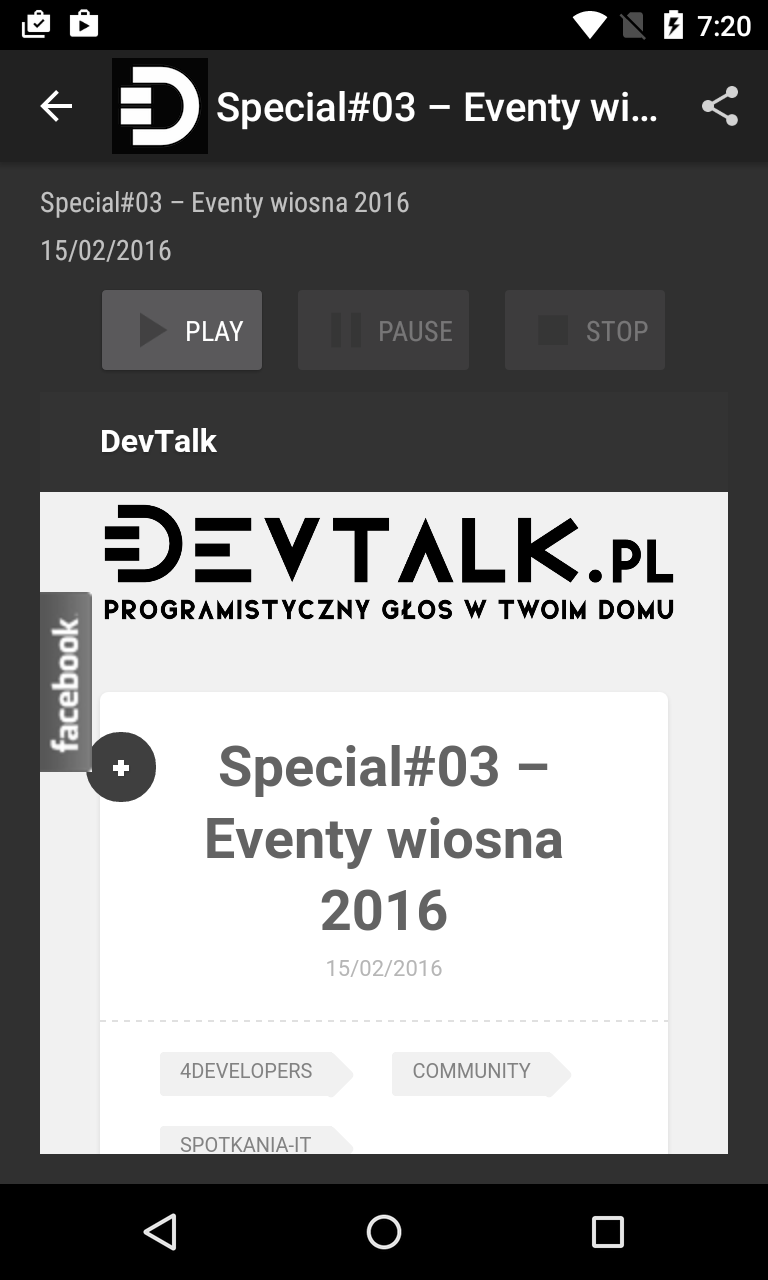 7:20
Special#03 – Eventy wi...
Special#03 – Eventy wiosna 2016
15/02/2016
PLAY
PAUSE
STOP
DevTalk
DEVTALK.PL
PROGRAMISTYCZNY GŁOS W TWOIM DOMU
facebook
Special#03 –
Eventy wiosna
2016
15/02/2016
4DEVELOPERS
COMMUNITY
SPOTKANIA-IT